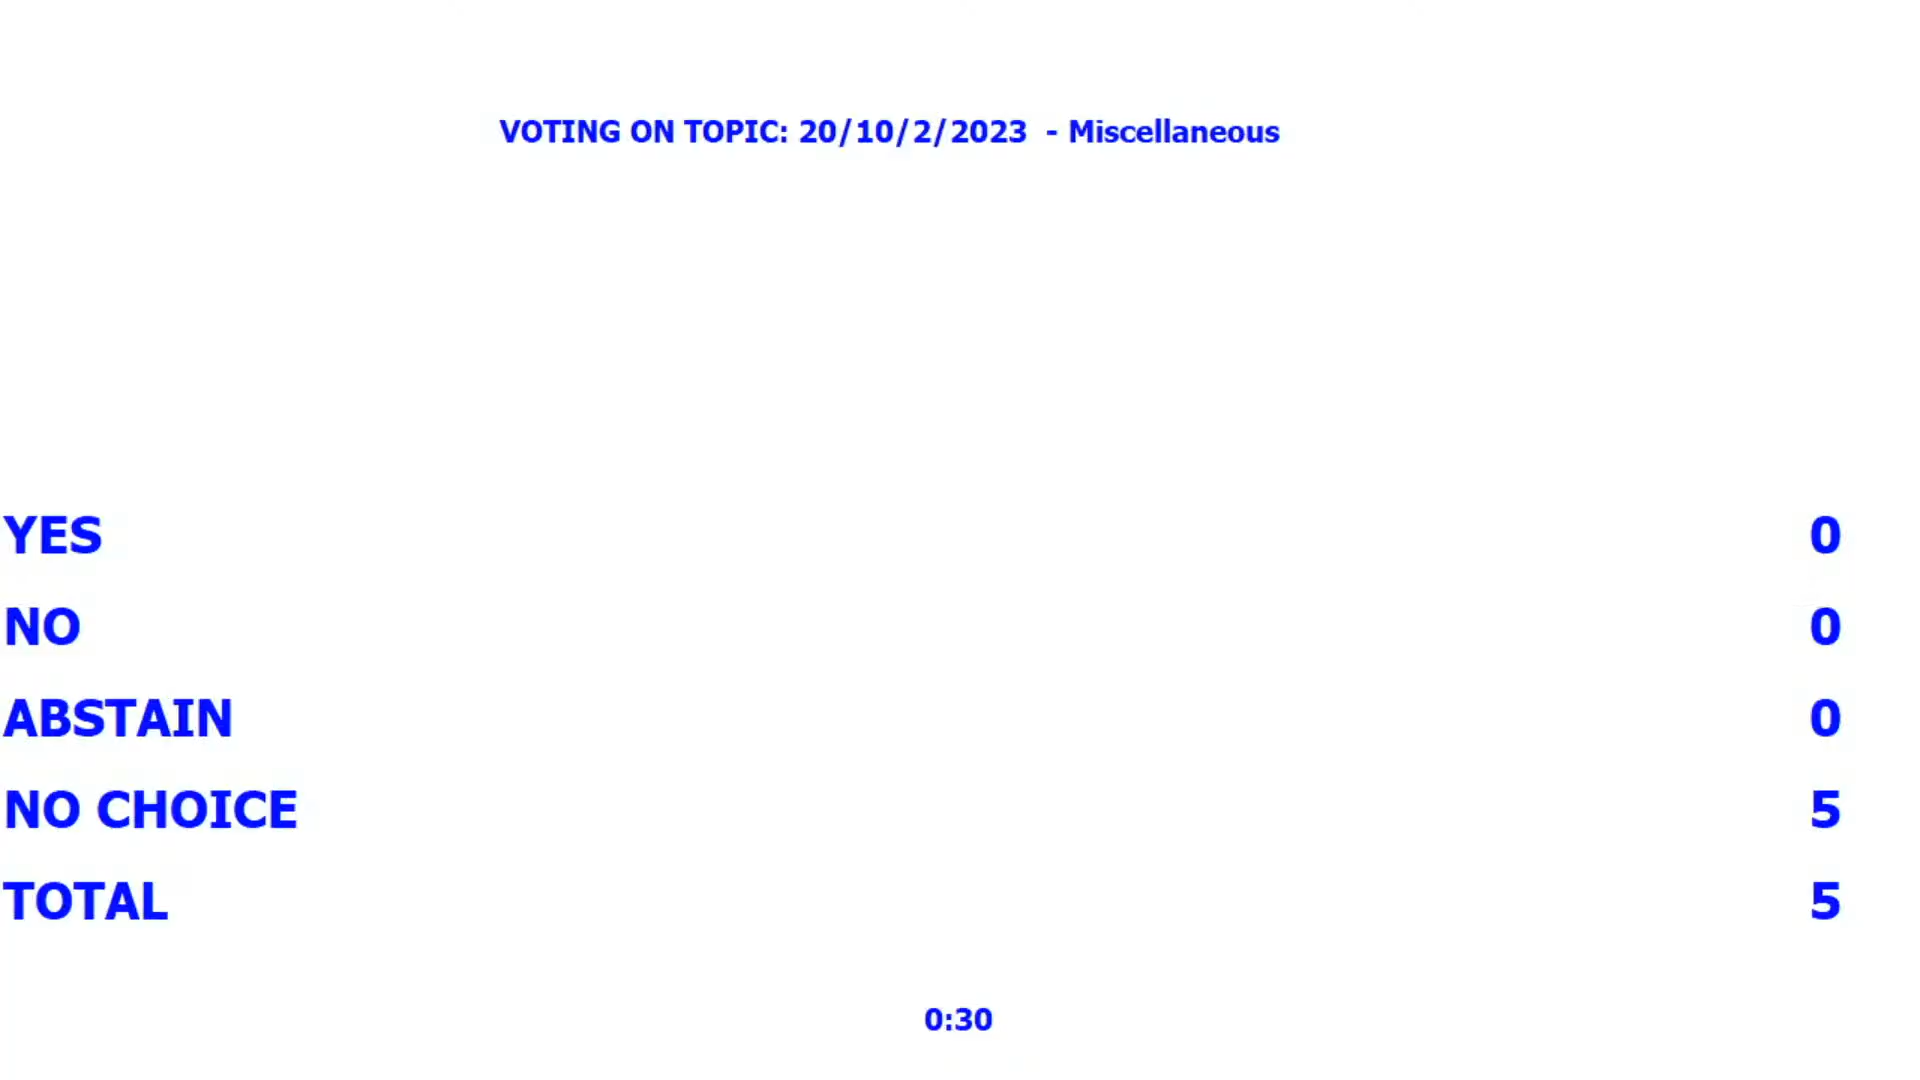 VOTING ON TOPIC: 20/10/2/2023 - Miscellaneous
YES 0
NO 0
ABSTAIN 0
NO CHOICE 5
TOTAL 5
0:30